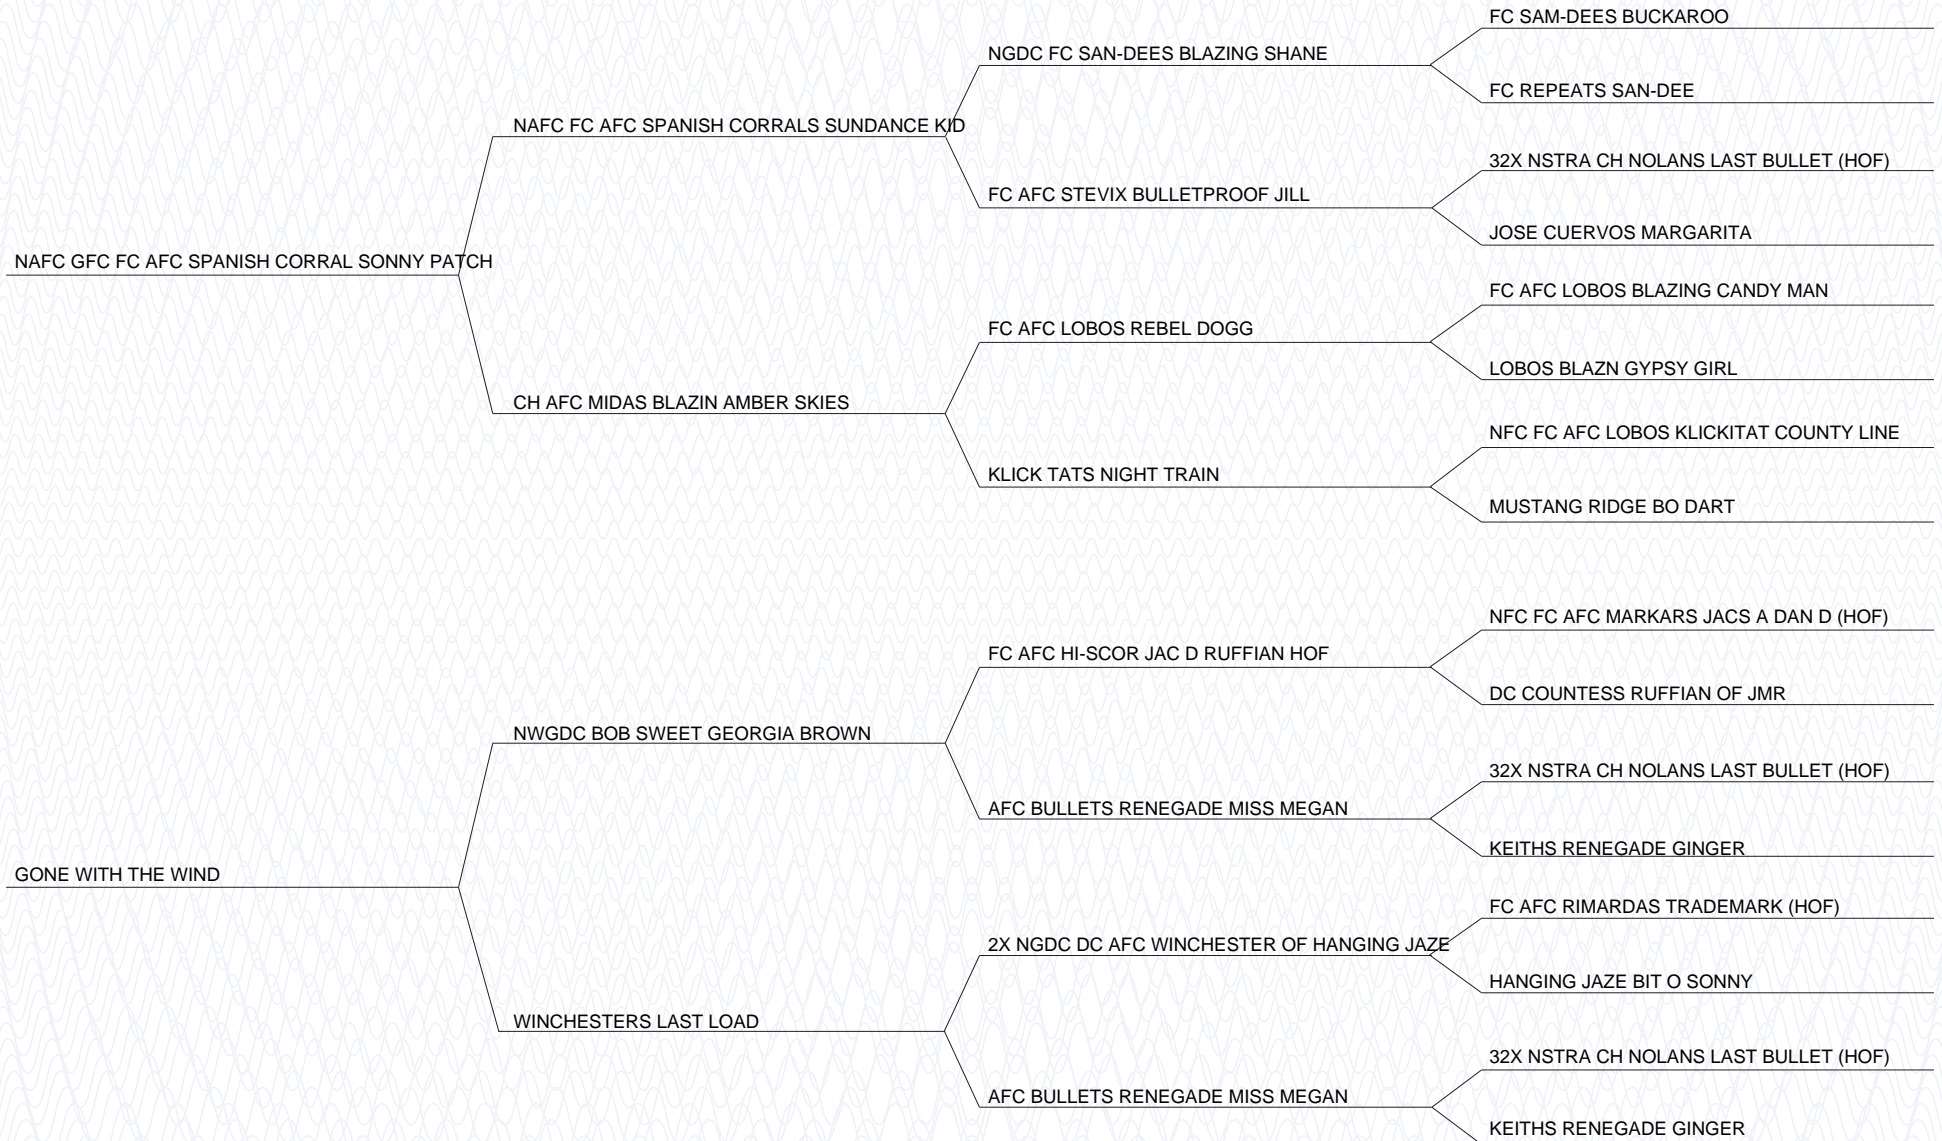 FC SAM-DEES BUCKAROO
NGDC FC SAN-DEES BLAZING SHANE
FC REPEATS SAN-DEE
NAFC FC AFC SPANISH CORRALS SUNDANCE KID
32X NSTRA CH NOLANS LAST BULLET (HOF)
FC AFC STEVIX BULLETPROOF JILL
JOSE CUERVOS MARGARITA
NAFC GFC FC AFC SPANISH CORRAL SONNY PATCH
FC AFC LOBOS BLAZING CANDY MAN
FC AFC LOBOS REBEL DOGG
LOBOS BLAZN GYPSY GIRL
CH AFC MIDAS BLAZIN AMBER SKIES
NFC FC AFC LOBOS KLICKITAT COUNTY LINE
KLICK TATS NIGHT TRAIN
MUSTANG RIDGE BO DART
NFC FC AFC MARKARS JACS A DAN D (HOF)
FC AFC HI-SCOR JAC D RUFFIAN HOF
DC COUNTESS RUFFIAN OF JMR
NWGDC BOB SWEET GEORGIA BROWN
32X NSTRA CH NOLANS LAST BULLET (HOF)
AFC BULLETS RENEGADE MISS MEGAN
KEITHS RENEGADE GINGER
GONE WITH THE WIND
FC AFC RIMARDAS TRADEMARK (HOF)
2X NGDC DC AFC WINCHESTER OF HANGING JAZE
HANGING JAZE BIT O SONNY
WINCHESTERS LAST LOAD
32X NSTRA CH NOLANS LAST BULLET (HOF)
AFC BULLETS RENEGADE MISS MEGAN
KEITHS RENEGADE GINGER